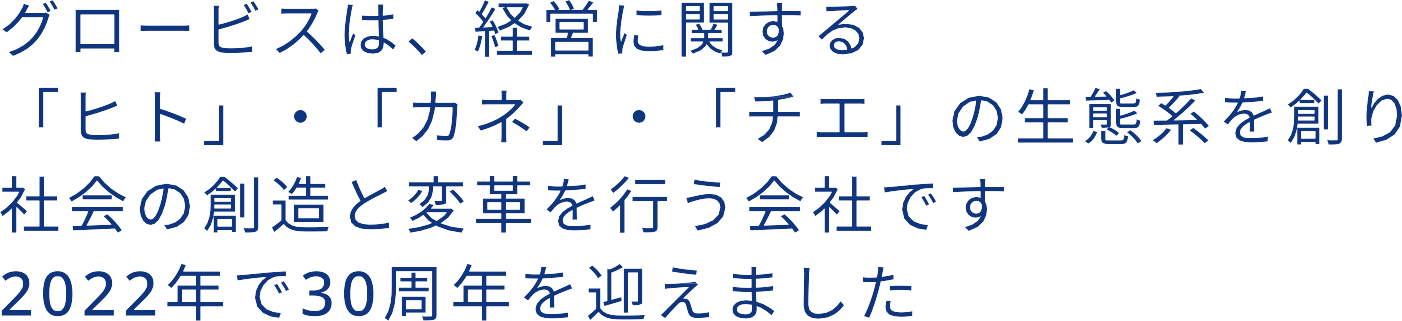 グロービスは、経営に関する
「ヒト」・「カネ」・「チエ」の生態系を創り
社会の創造と変革を行う会社です
2022年で30周年を迎えました